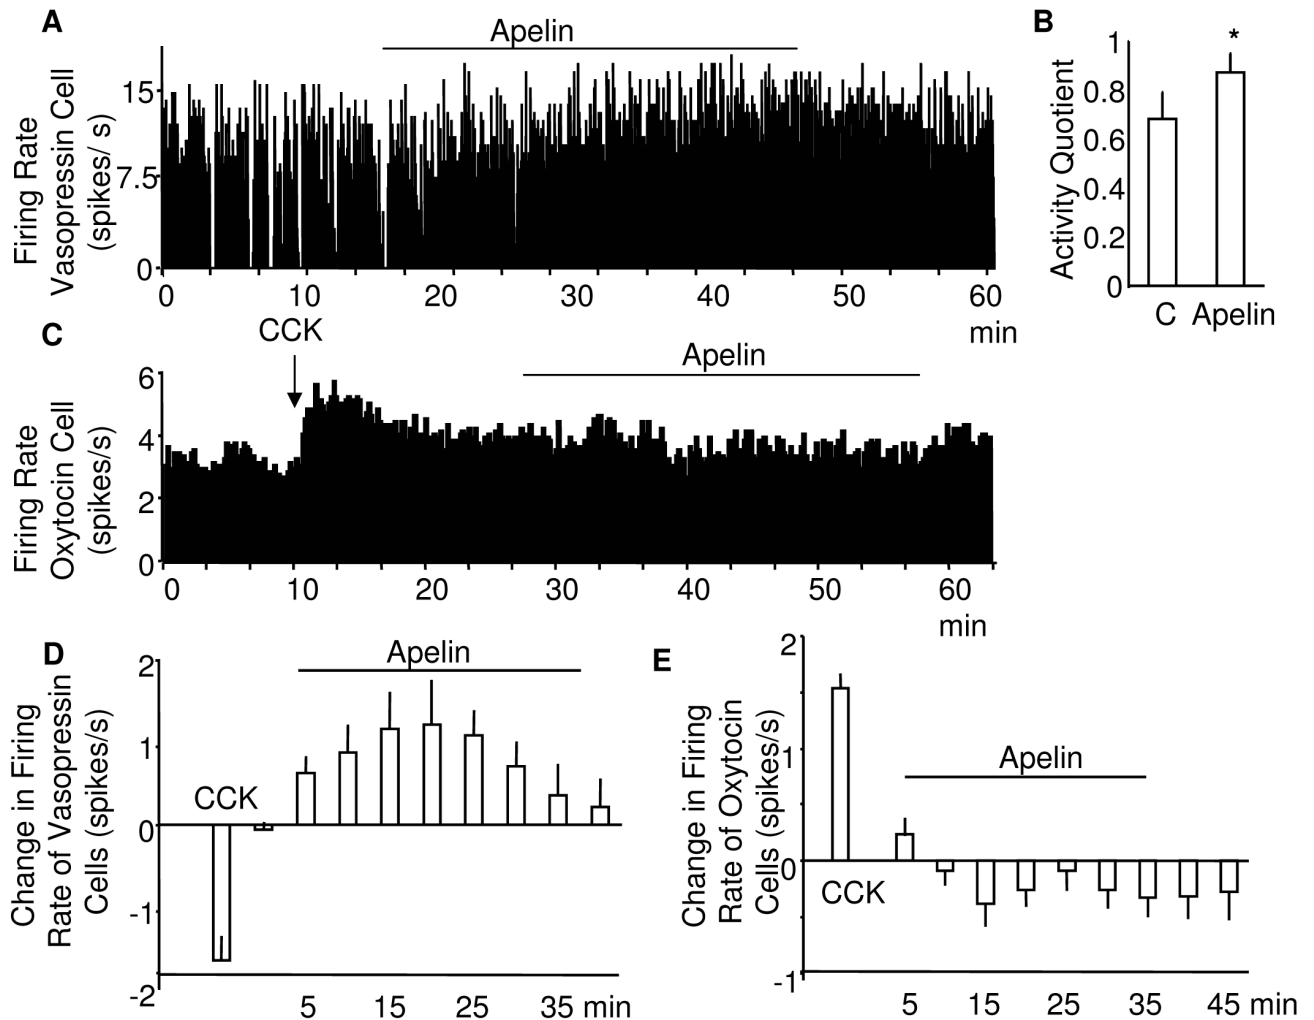 A
Apelin
Firing Rate
Vasopressin Cell
(spikes/ s)
15
7.5
0
0 10 20 30 40 50 60
min
B
*
1
0.8
0.6
0.4
0.2
0
Activity Quotient
C Apelin
C
CCK
Apelin
Firing Rate
Oxytocin Cell
(spikes/s)
6
4
2
0
0 10 20 30 40 50 60
min
D
Apelin
Change in Firing
Rate of Vasopressin
Cells (spikes/s)
2
1
0
-1
-2
CCK
5 15 25 35 min
E
Apelin
Change in Firing
Rate of Oxytocin
Cells (spikes/s)
2
1
0
-1
CCK
5 15 25 35 45 min